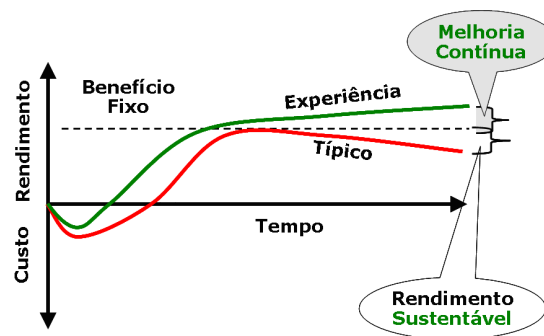 Melhoria
Contínua
Benefício
Fixo
Experiência
Típico
Rendimento
Custo
Tempo
Rendimento
Sustentável